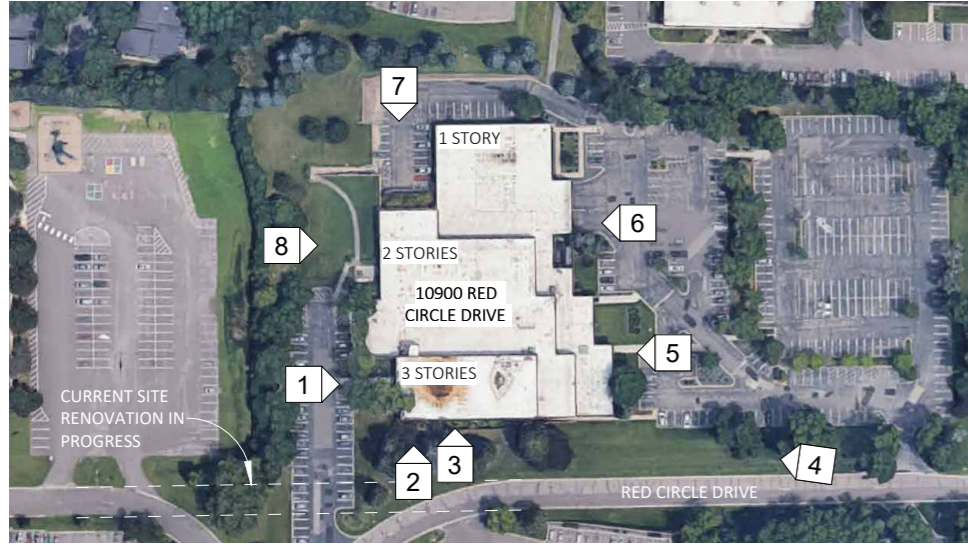 7
1 STORY
6
8
2 STORIES
10900 RED
CIRCLE DRIVE
5
3 STORIES
1
CURRENT SITE
RENOVATION IN
PROGRESS
2
3
4
RED CIRCLE DRIVE